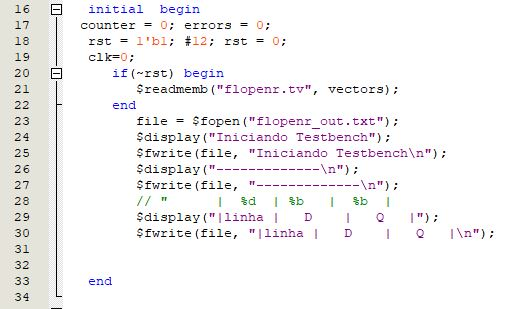 16 initial  begin
17 counter = 0; errors = 0;
18 rst = 1'b1; #12; rst = 0;
19 clk=0;
20 if(~rst) begin
21 $readmemb("flopenr.tv", vectors);
22 end
23 file = $fopen("flopenr_out.txt");
24 $display("Iniciando Testbench");
25 $fwrite(file, "Iniciando Testbench\n");
26 $display("-------------\n");
27 $fwrite(file, "-------------\n");
28 // "      |  %d  | %b   |  %b  |
29 $display("|linha |   D    |   Q   |");
30 $fwrite(file, "|linha |   D    |   Q   |\n");
31
32
33 end
34